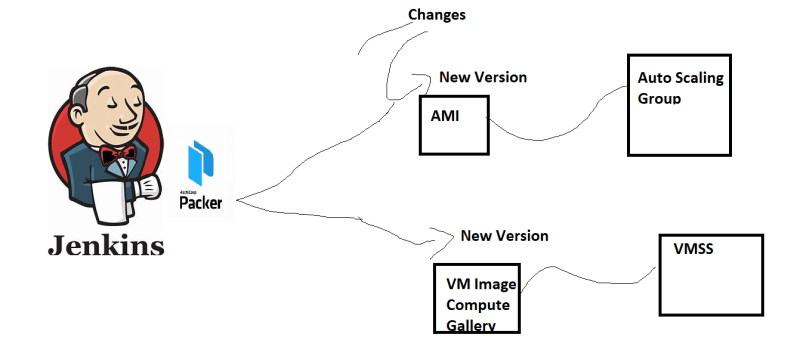 Changes
New Version
AMI
Auto Scaling
Group
Jenkins
Packer
New Version
VM Image
Compute
Gallery
VMSS